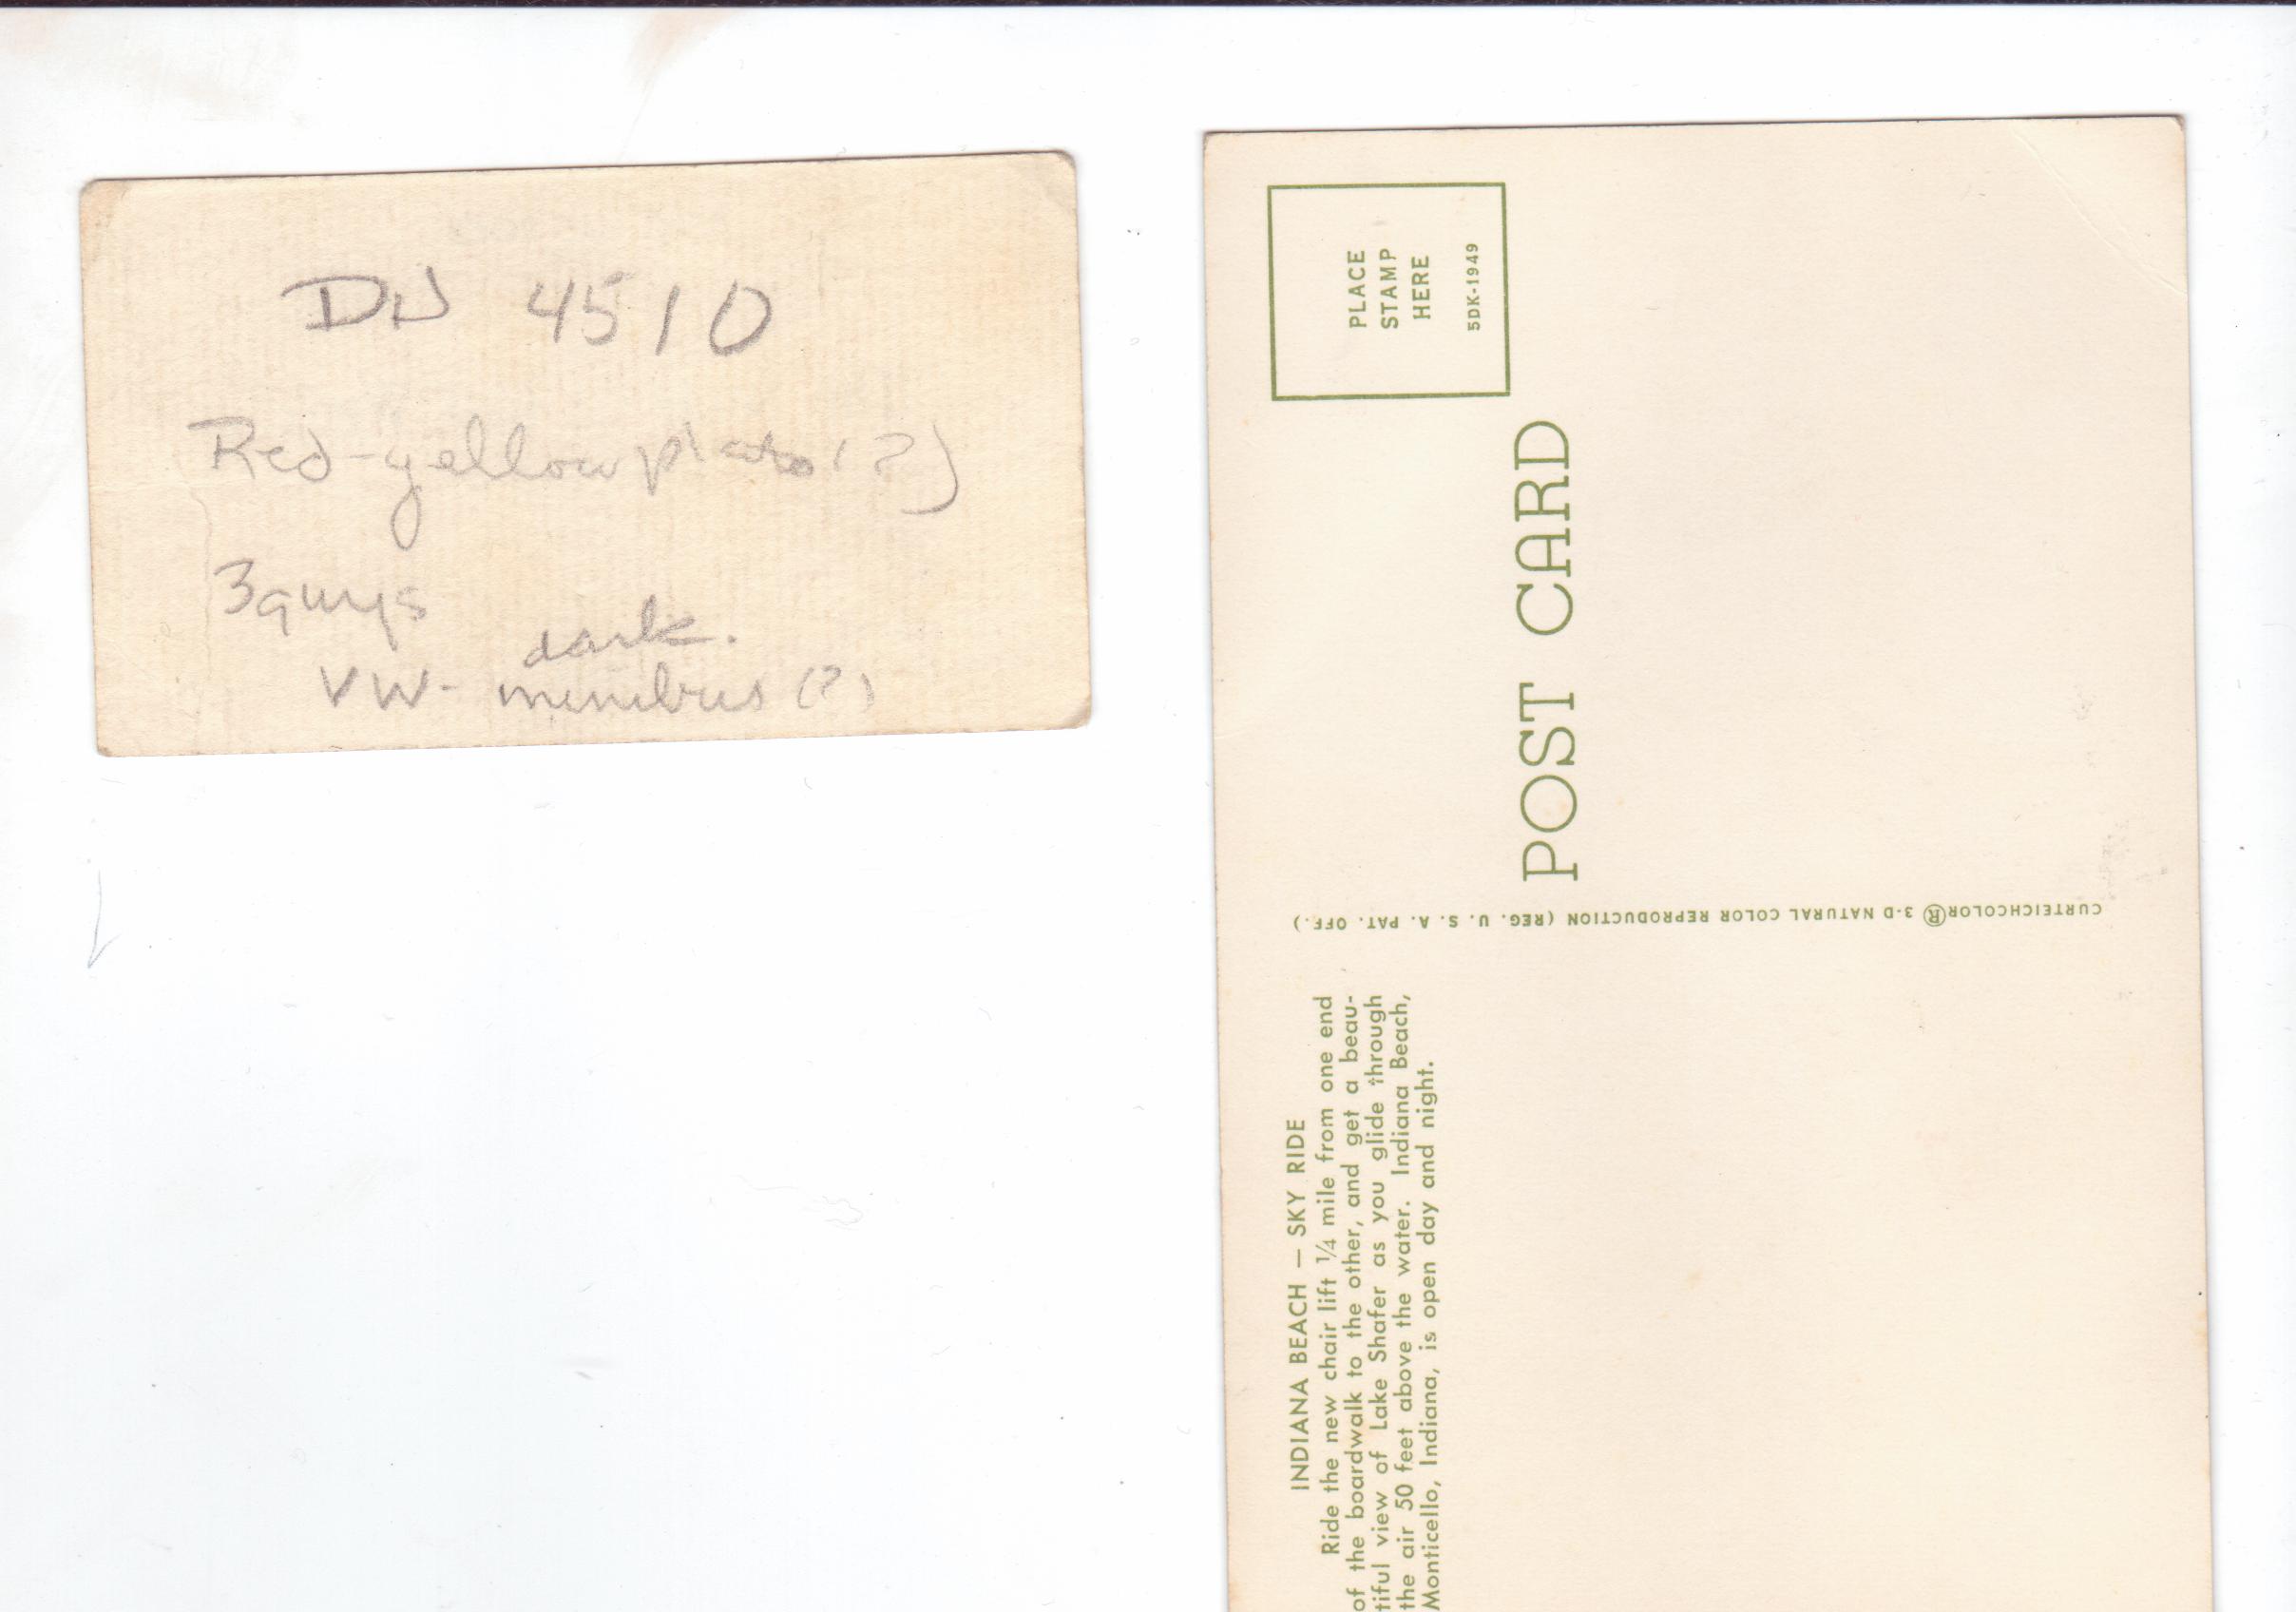 DN 4510
Red-yellow plates (?)
3 guys
dark.
VW- minibus (?)
PLACE
STAMP
HERE
5DK-1949
POST CARD
CURTEICHCOLOR® 3-D NATURAL COLOR REPRODUCTION (REG. U. S. A. PAT. OFF.)
INDIANA BEACH — SKY RIDE
Ride the new chair lift ¼ mile from one end
of the boardwalk to the other, and get a beau-
tiful view of Lake Shafer as you glide through
the air 50 feet above the water. Indiana Beach,
Monticello, Indiana, is open day and night.